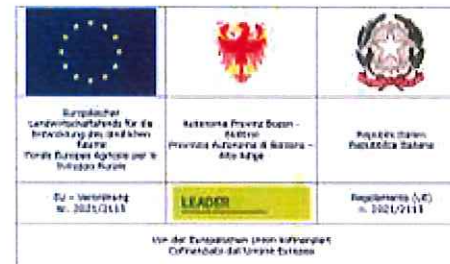 Europäischer
Landwirtschaftsfonds für die
Entwicklung des ländlichen
Raums
Fondo Europeo Agricolo per lo
Sviluppo Rurale
Autonome Provinz Bozen -
Südtirol
Provincia Autonoma di Bolzano -
Alto Adige
Republik Italien
Repubblica Italiana
EU - Verordnung
Nr. 2021/2115
LEADER
Regolamento (UE)
n. 2021/2115
Von der Europäischen Union kofinanziert
Cofinanziato dall'Unione Europea